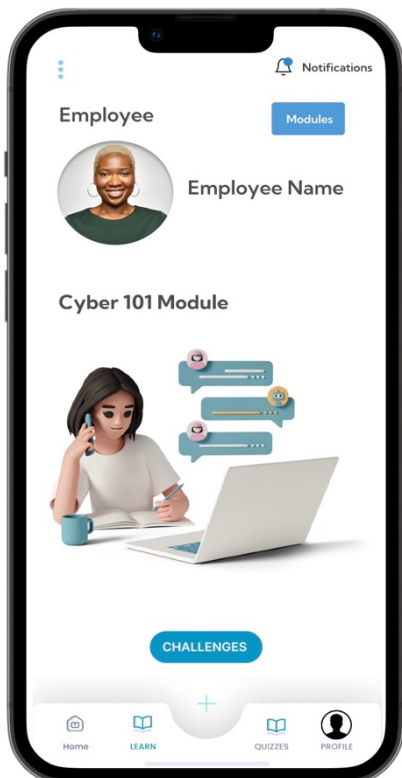 Notifications
Employee
Modules
Employee Name
Cyber 101 Module
CHALLENGES
Home
LEARN
QUIZZES
PROFILE